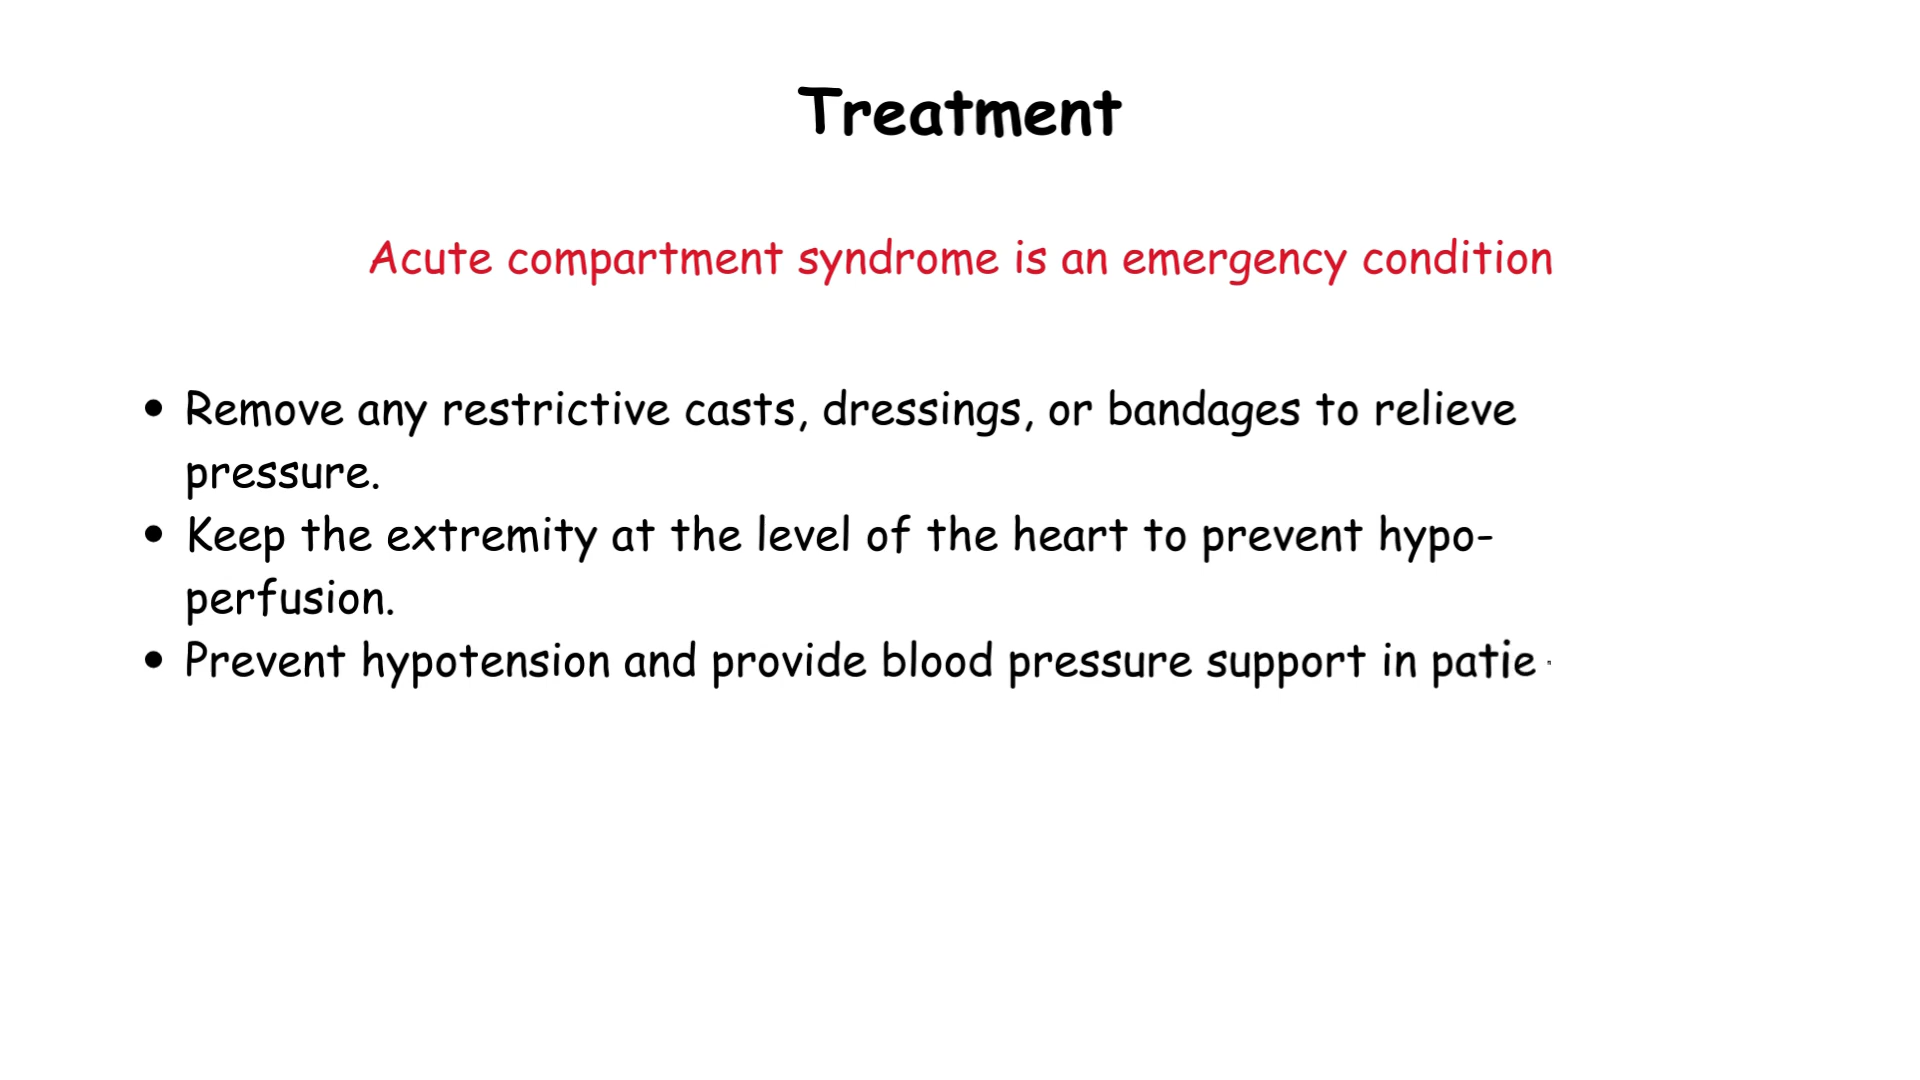 Treatment
Acute compartment syndrome is an emergency condition
• Remove any restrictive casts, dressings, or bandages to relieve
pressure.
• Keep the extremity at the level of the heart to prevent hypo-
perfusion.
• Prevent hypotension and provide blood pressure support in patie